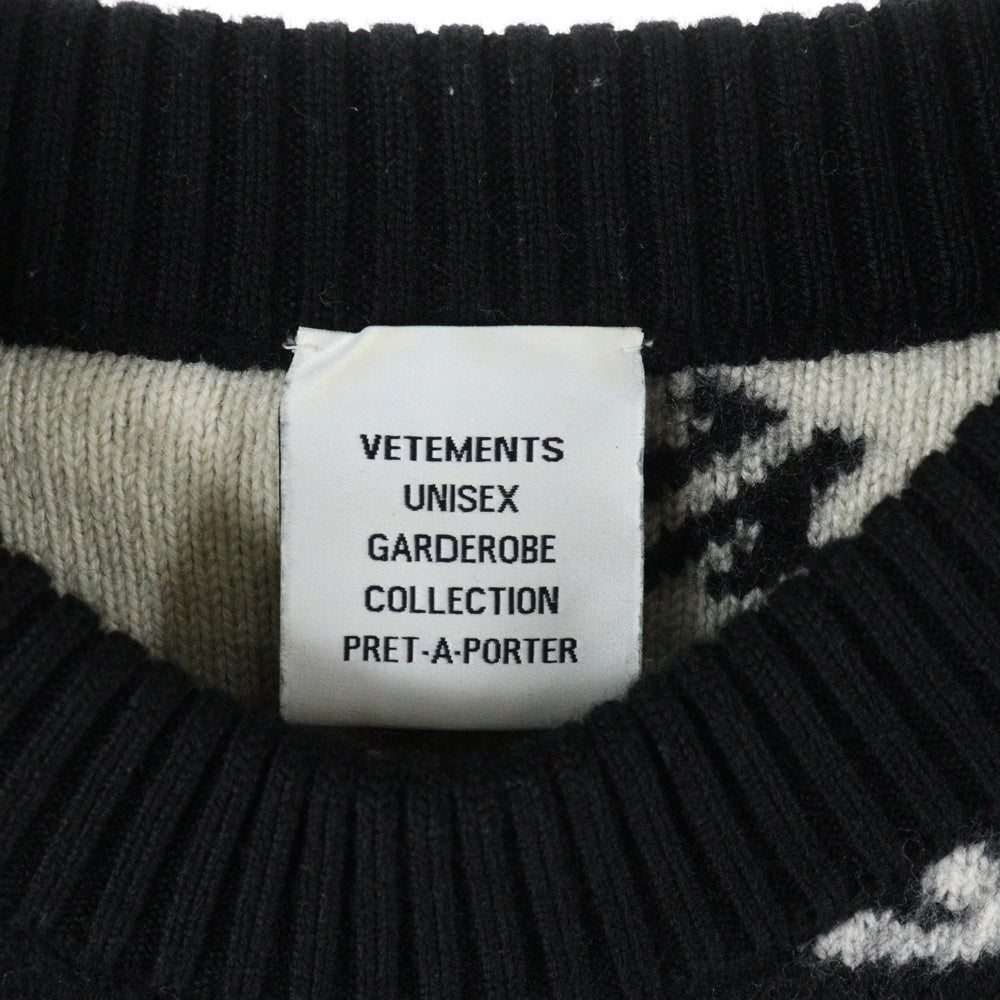 VETEMENTS
UNISEX
GARDEROBE
COLLECTION
PRET-A-PORTER